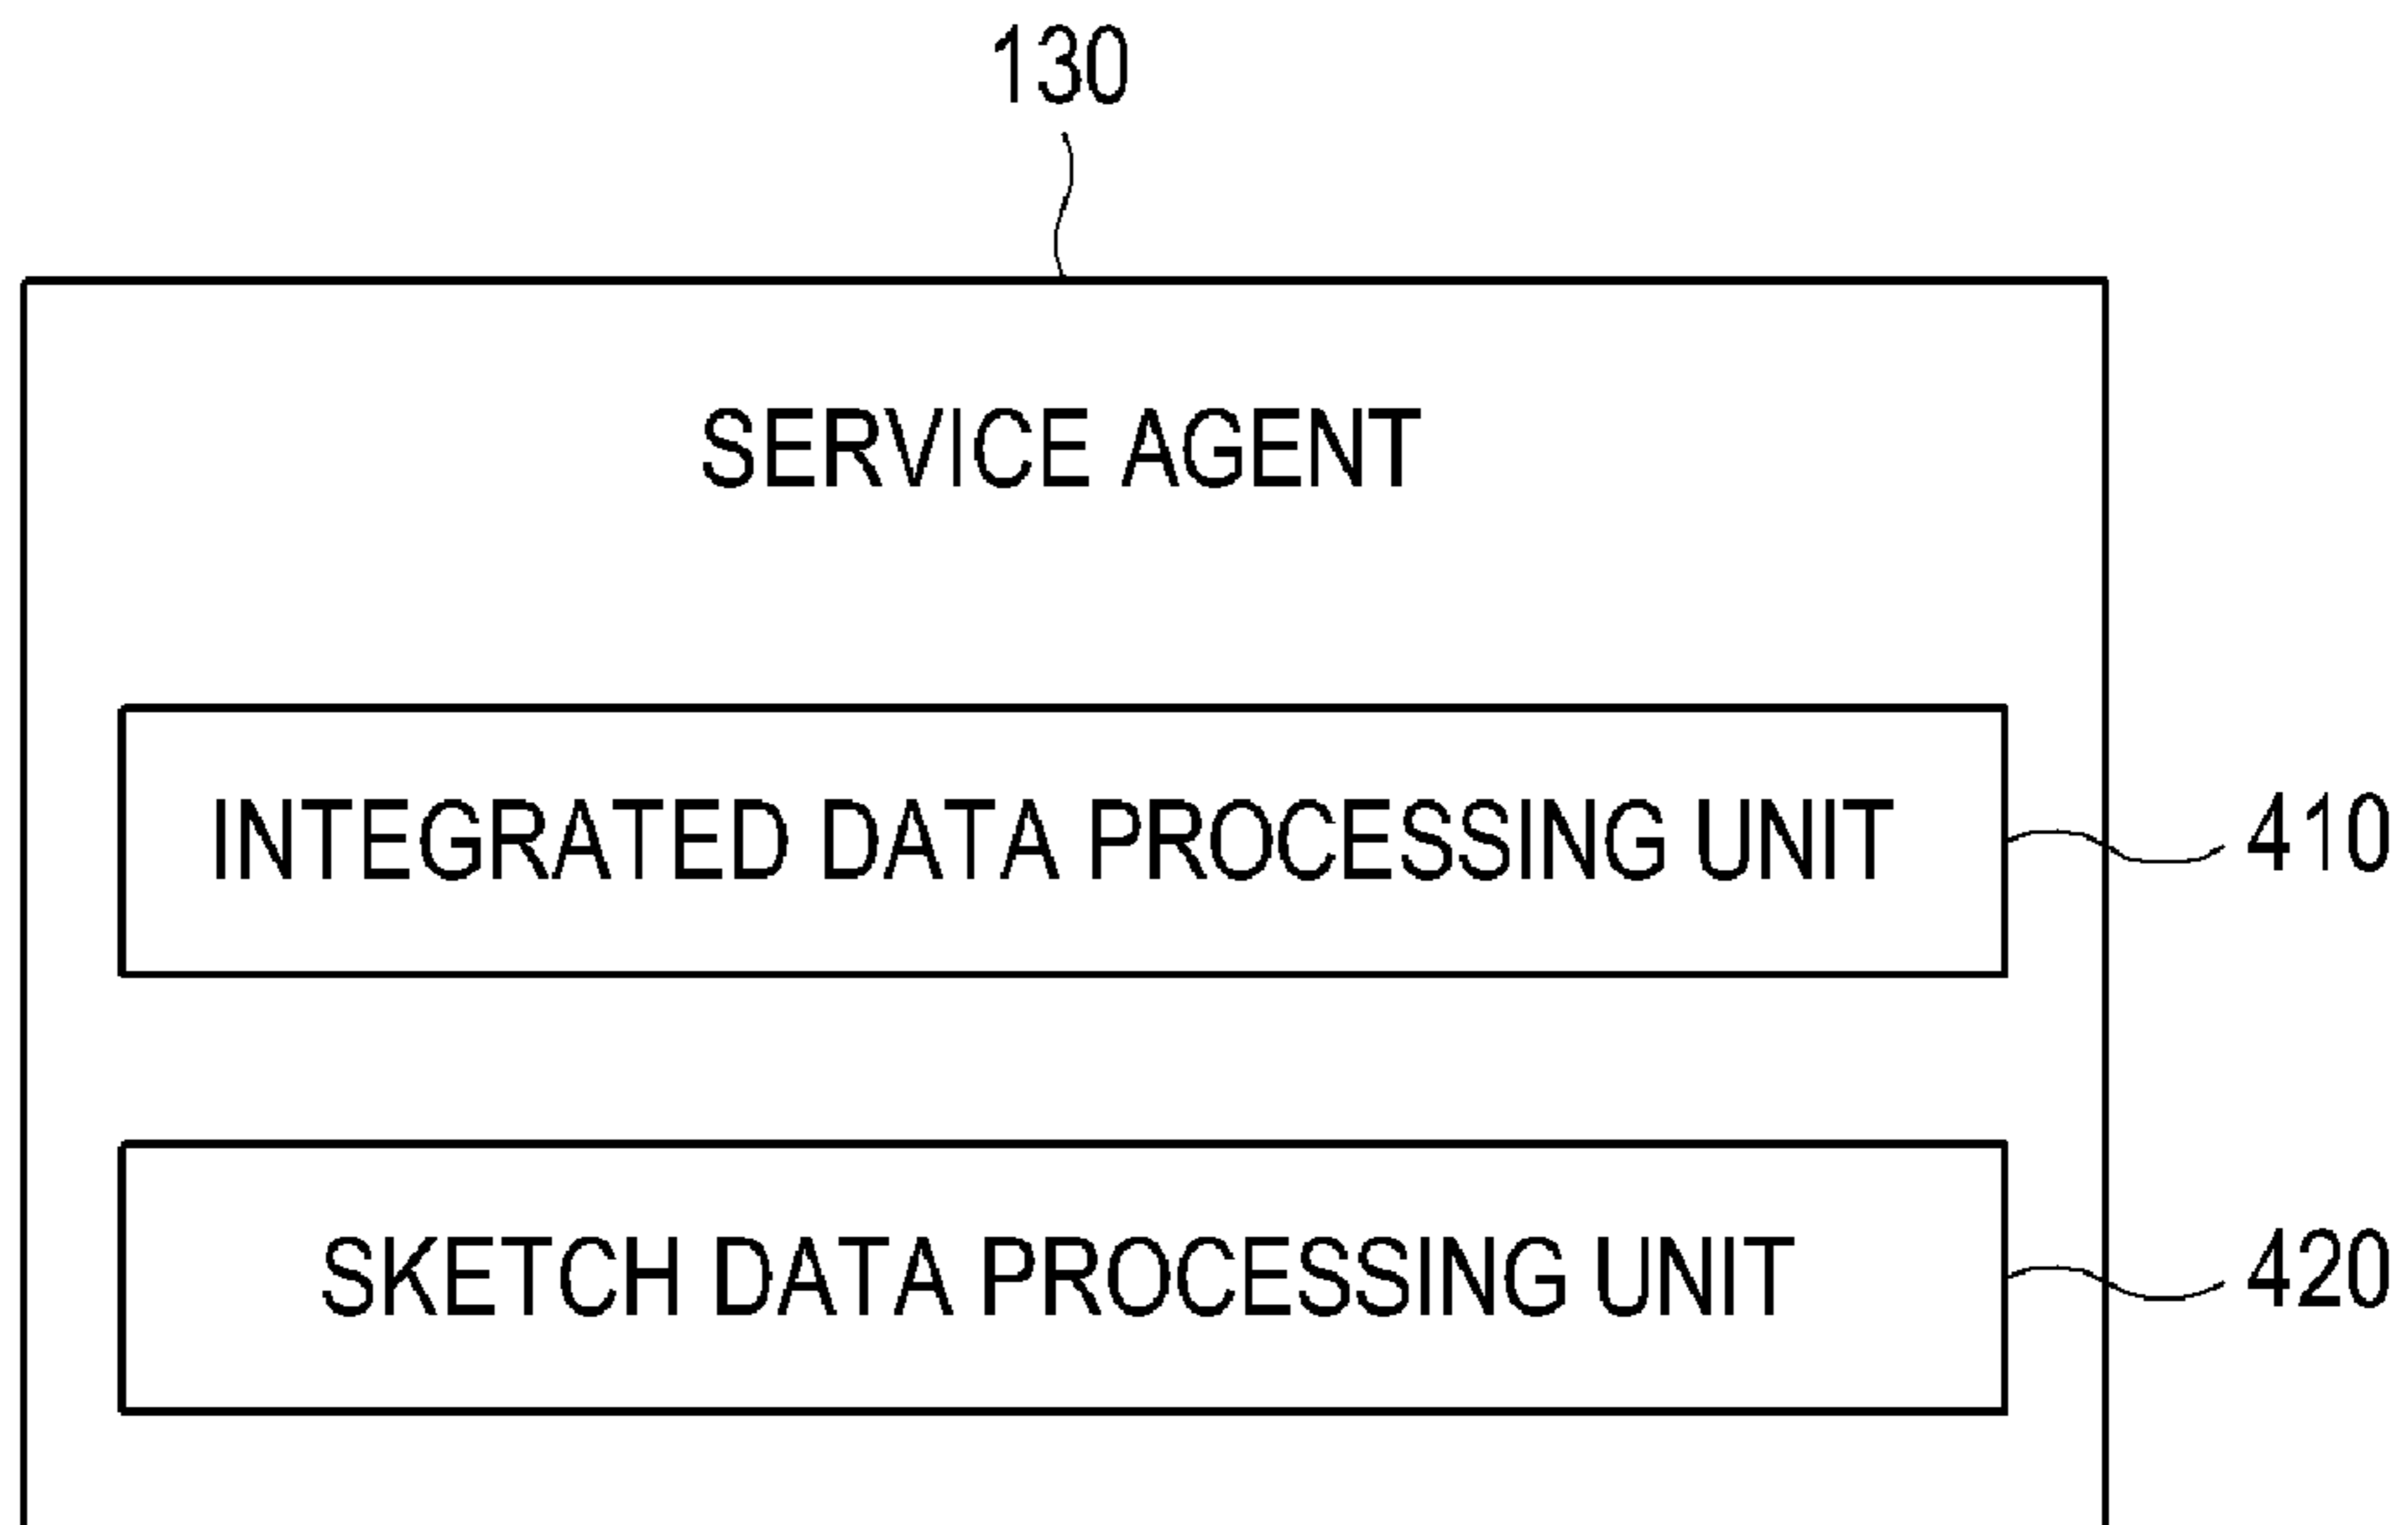 130
SERVICE AGENT
INTEGRATED DATA PROCESSING UNIT
410
SKETCH DATA PROCESSING UNIT
420